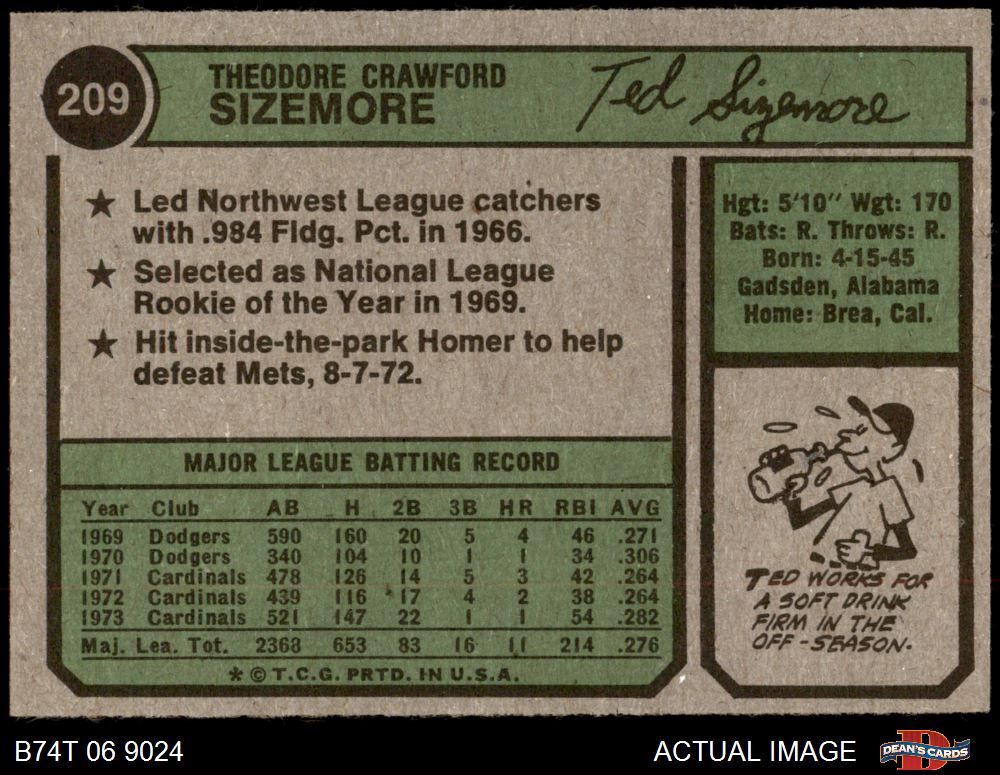 209
THEODORE CRAWFORD
SIZEMORE
Ted Sizemore
★ Led Northwest League catchers
with .984 Fldg. Pct. in 1966.
★ Selected as National League
Rookie of the Year in 1969.
★ Hit inside-the-park Homer to help
defeat Mets, 8-7-72.
Hgt: 5'10" Wgt: 170
Bats: R. Throws: R.
Born: 4-15-45
Gadsden, Alabama
Home: Brea, Cal.
MAJOR LEAGUE BATTING RECORD
Year Club AB H 2B 3B HR RBI AVG
1969 Dodgers 590 160 20 5 4 46 .271
1970 Dodgers 340 104 10 1 1 34 .306
1971 Cardinals 478 126 14 5 3 42 .264
1972 Cardinals 439 116 17 4 2 38 .264
1973 Cardinals 521 147 22 1 1 54 .282
Maj. Lea. Tot. 2368 653 83 16 11 214 .276
* © T.C.G. PRTD. IN U.S.A.
TED WORKS FOR
A SOFT DRINK
FIRM IN THE
OFF-SEASON.
B74T 06 9024
ACTUAL IMAGE
D
DEAN'S CARDS